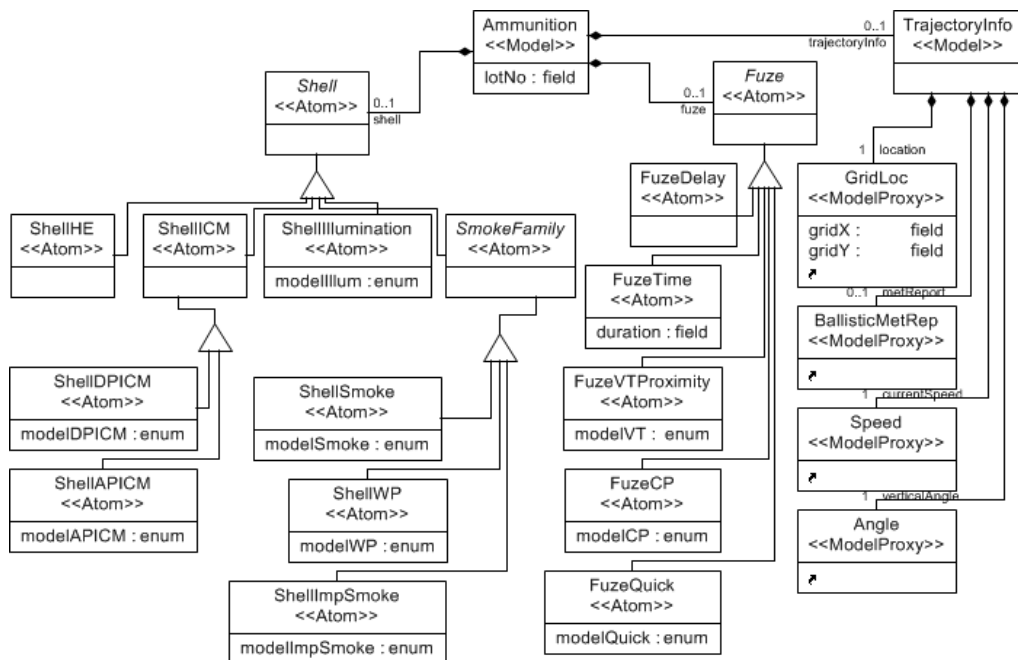 Ammunition
<<Model>>
lotNo : field
0..1
trajectoryInfo
TrajectoryInfo
<<Model>>
Shell
<<Atom>>
0..1
shell
0..1
fuze
Fuze
<<Atom>>
1 location
GridLoc
<<ModelProxy>>
gridX : field
gridY : field
FuzeDelay
<<Atom>>
ShellHE
<<Atom>>
ShellICM
<<Atom>>
ShellIllumination
<<Atom>>
modelIllum : enum
SmokeFamily
<<Atom>>
FuzeTime
<<Atom>>
duration : field
0..1 metReport
BallisticMetRep
<<ModelProxy>>
ShellDPICM
<<Atom>>
modelDPICM : enum
ShellSmoke
<<Atom>>
modelSmoke : enum
FuzeVTProximity
<<Atom>>
modelVT : enum
1 currentSpeed
Speed
<<ModelProxy>>
ShellAPICM
<<Atom>>
modelAPICM : enum
ShellWP
<<Atom>>
modelWP : enum
FuzeCP
<<Atom>>
modelCP : enum
1 verticalAngle
Angle
<<ModelProxy>>
ShellImpSmoke
<<Atom>>
modelImpSmoke : enum
FuzeQuick
<<Atom>>
modelQuick : enum